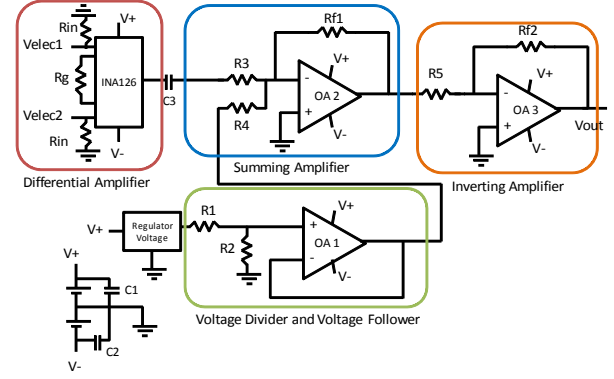 Rin
V+
Velec1
Rg
INA126
Velec2
Rin
V-
C3
Differential Amplifier
Rf1
R3
R4
V+
-
OA 2
+
V-
Summing Amplifier
Rf2
R5
V+
-
OA 3
+
V-
Vout
Inverting Amplifier
V+
Regulator
Voltage
R1
R2
V+
+
OA 1
-
V-
Voltage Divider and Voltage Follower
V+
C1
C2
V-